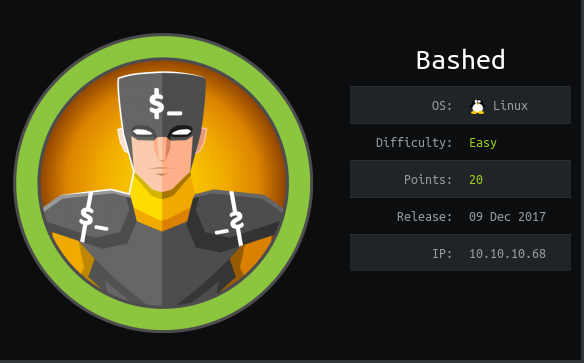 $_
$_
$_
Bashed
OS: Linux
Difficulty: Easy
Points: 20
Release: 09 Dec 2017
IP: 10.10.10.68